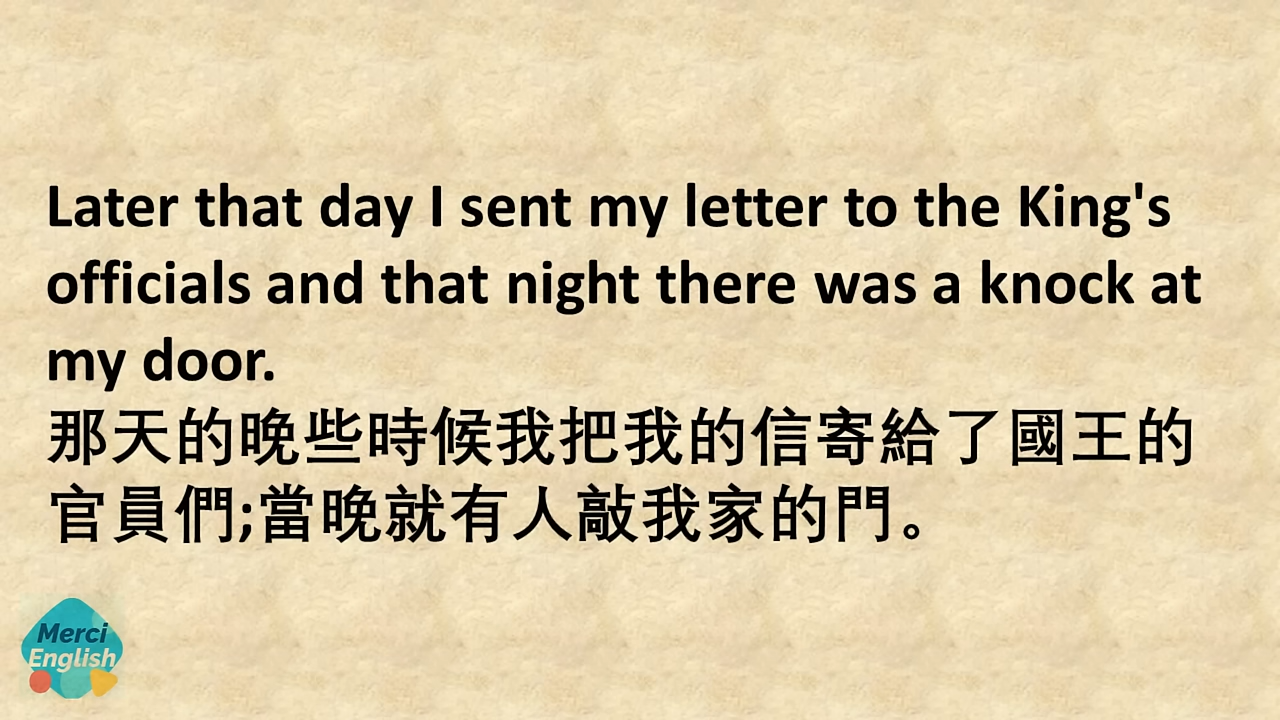 Later that day I sent my letter to the King's
officials and that night there was a knock at
my door.
那天的晚些時候我把我的信寄給了國王的
官員們;當晚就有人敲我家的門。
Merci
English